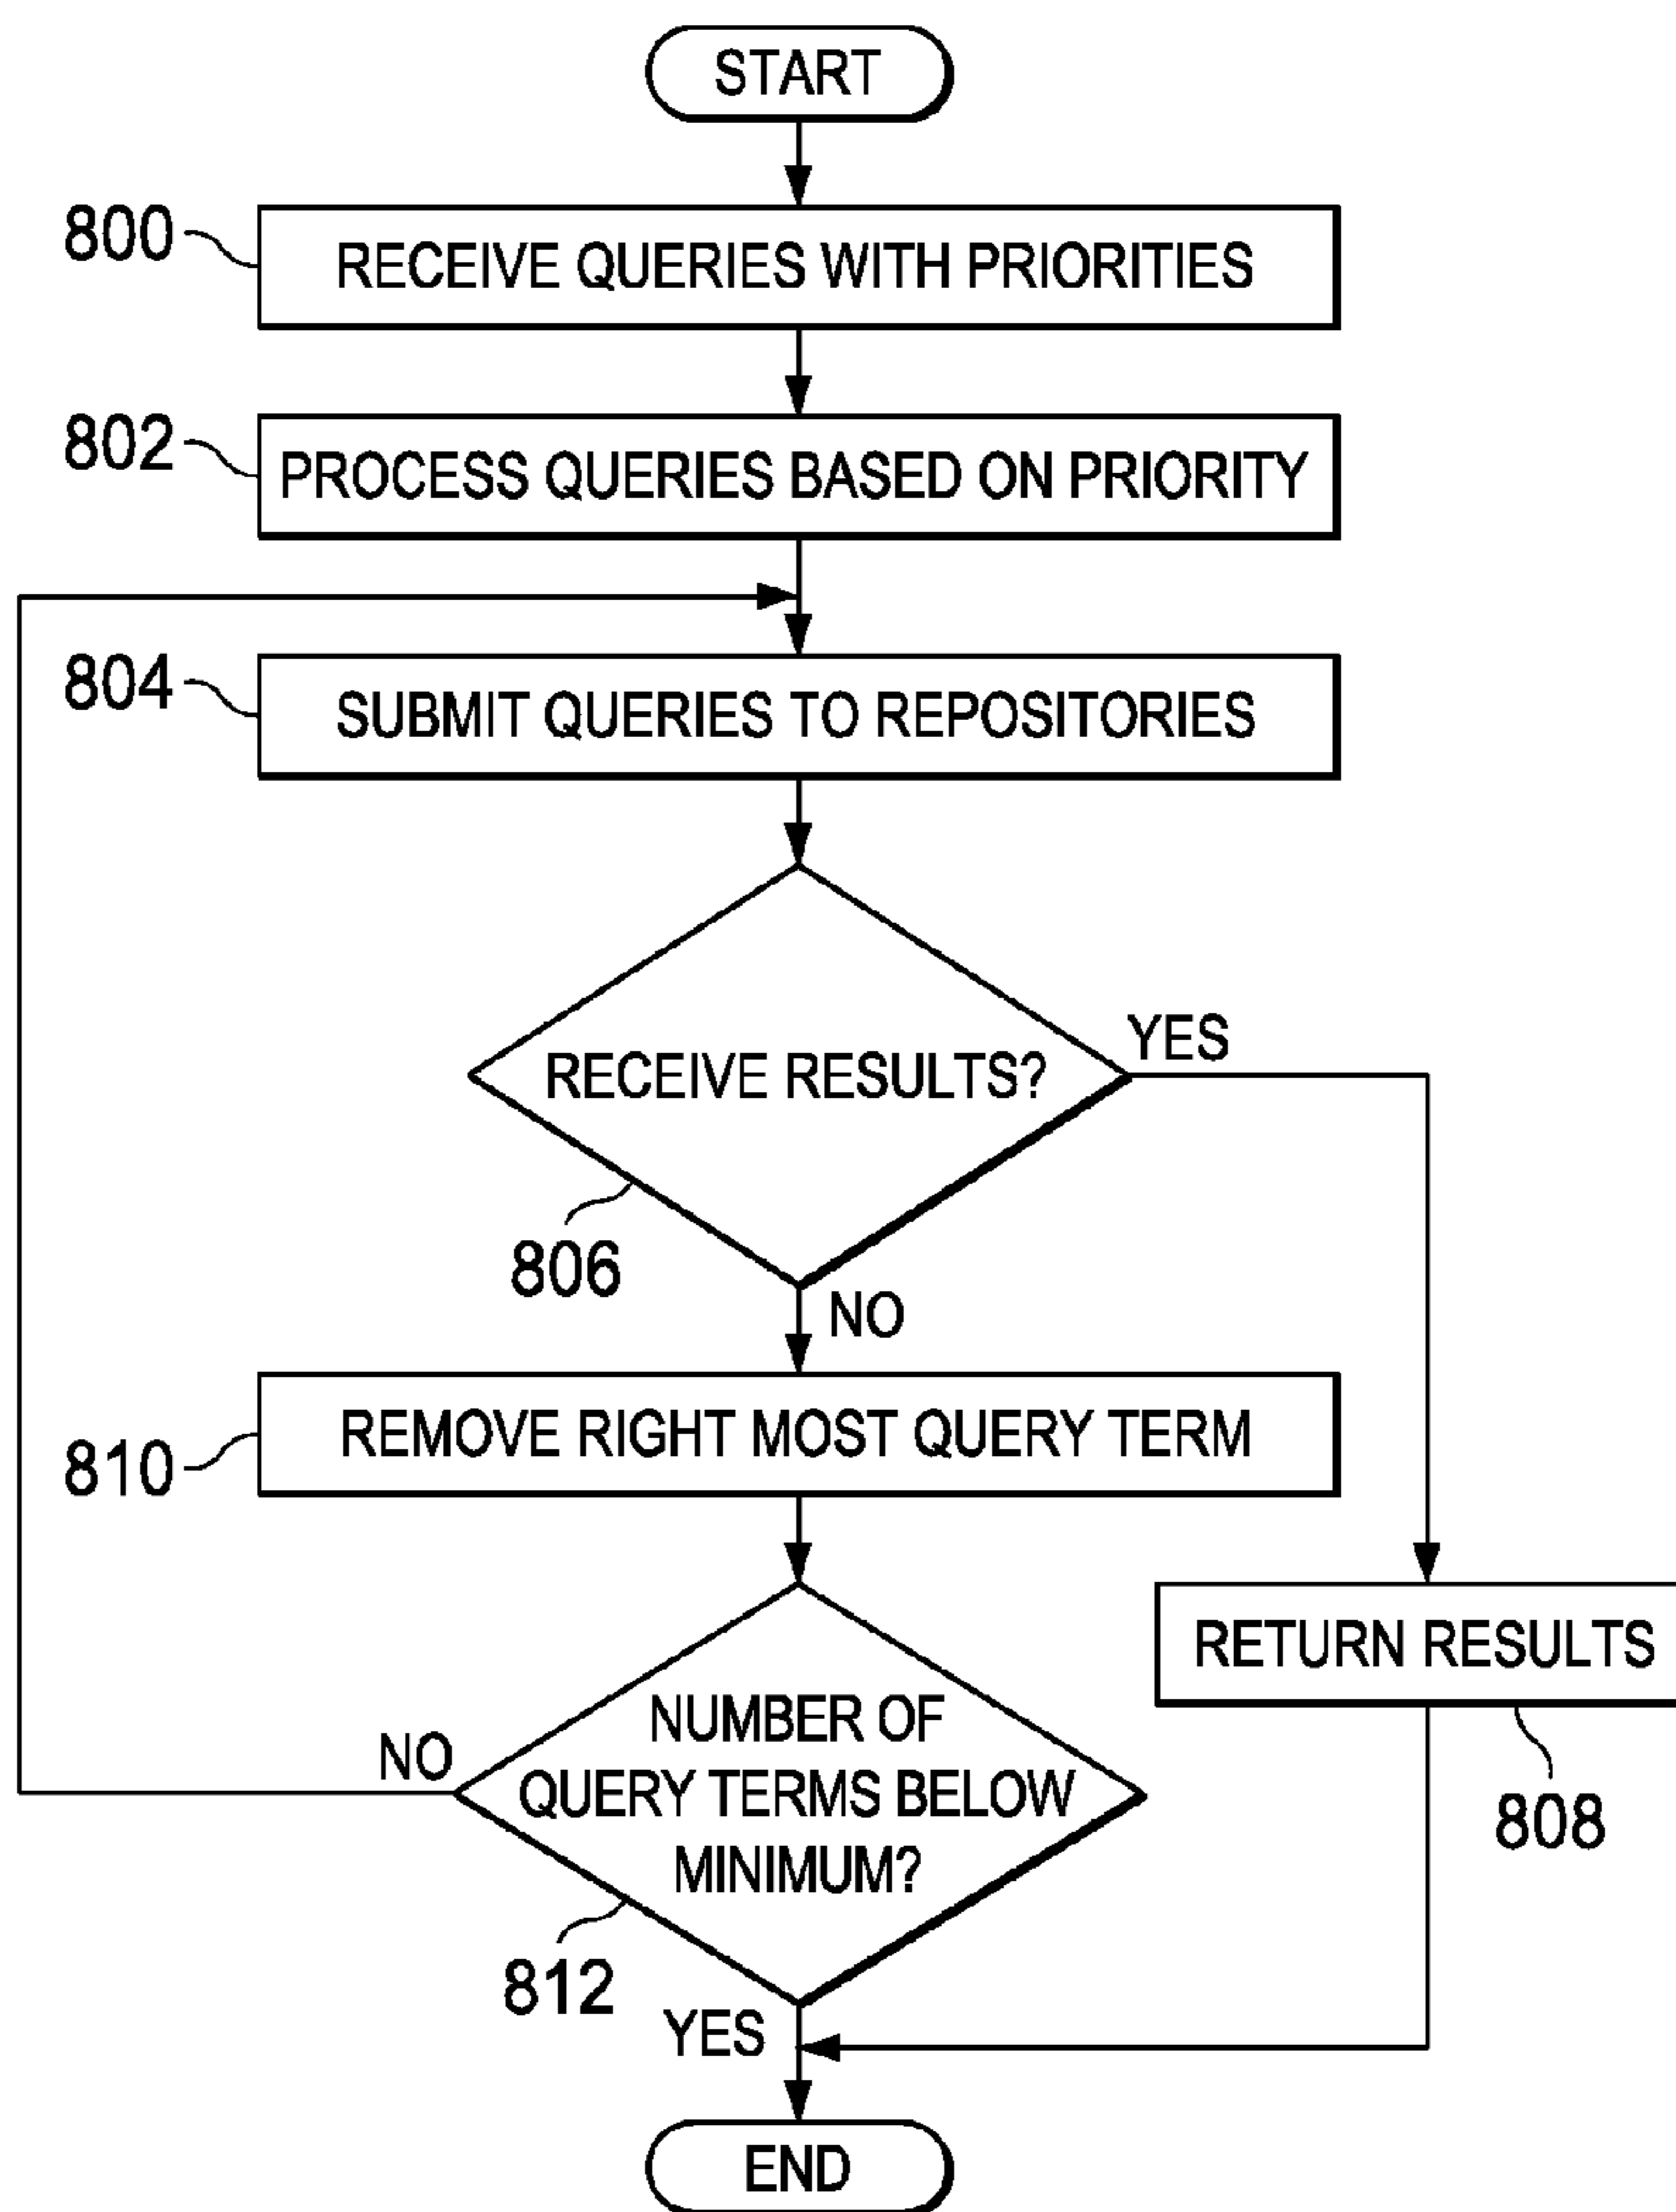 START
800
RECEIVE QUERIES WITH PRIORITIES
802
PROCESS QUERIES BASED ON PRIORITY
804
SUBMIT QUERIES TO REPOSITORIES
RECEIVE RESULTS?
YES
806
NO
REMOVE RIGHT MOST QUERY TERM
810
RETURN RESULTS
808
NUMBER OF
QUERY TERMS BELOW
MINIMUM?
NO
812
YES
END